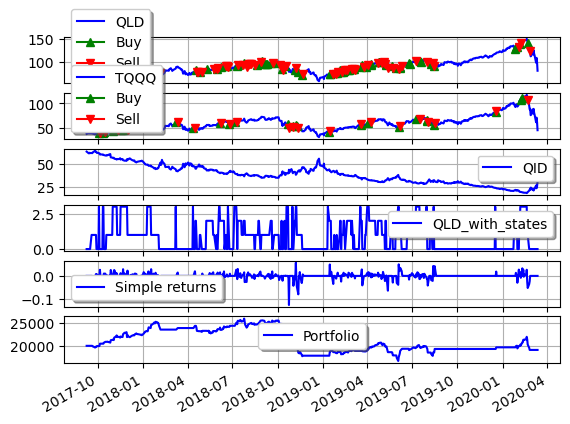 QLD
Buy
Sell
150
100
TQQQ
Buy
Sell
100
50
QID
50
25
QLD_with_states
2.5
0.0
Simple returns
0.0
−0.1
Portfolio
25000
20000
2017-10
2018-01
2018-04
2018-07
2018-10
2019-01
2019-04
2019-07
2019-10
2020-01
2020-04